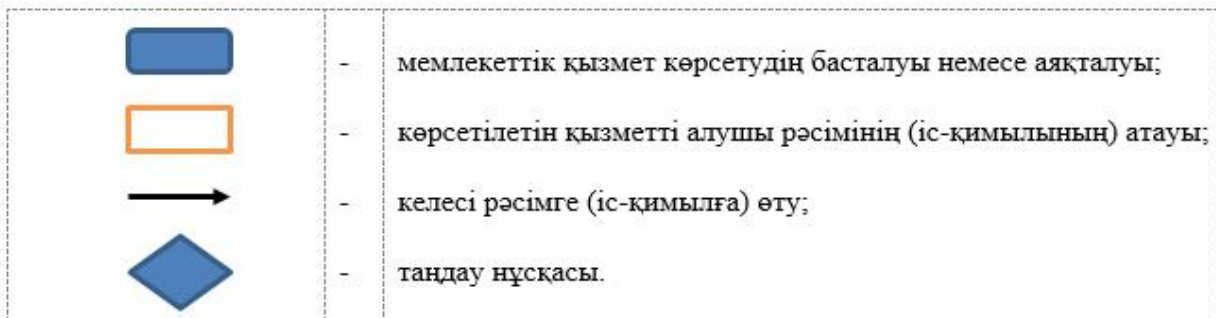 - мемлекеттік қызмет көрсетудің басталуы немесе аяқталуы;
- көрсетілетін қызметті алушы рәсімінің (іс-қимылының) атауы;
- келесі рәсімге (іс-қимылға) өту;
- таңдау нұсқасы.